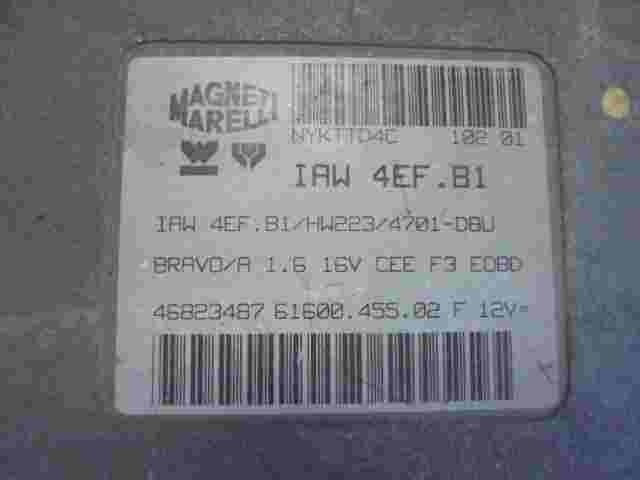 MAGNETI
MARELLI
NYKTTD4C 102 01
IAW 4EF.B1
IAW 4EF.B1/HW223/4701-D8U
BRAVO/A 1.6 16V CEE F3 EOBD
46823487 61600.455.02 F 12V=